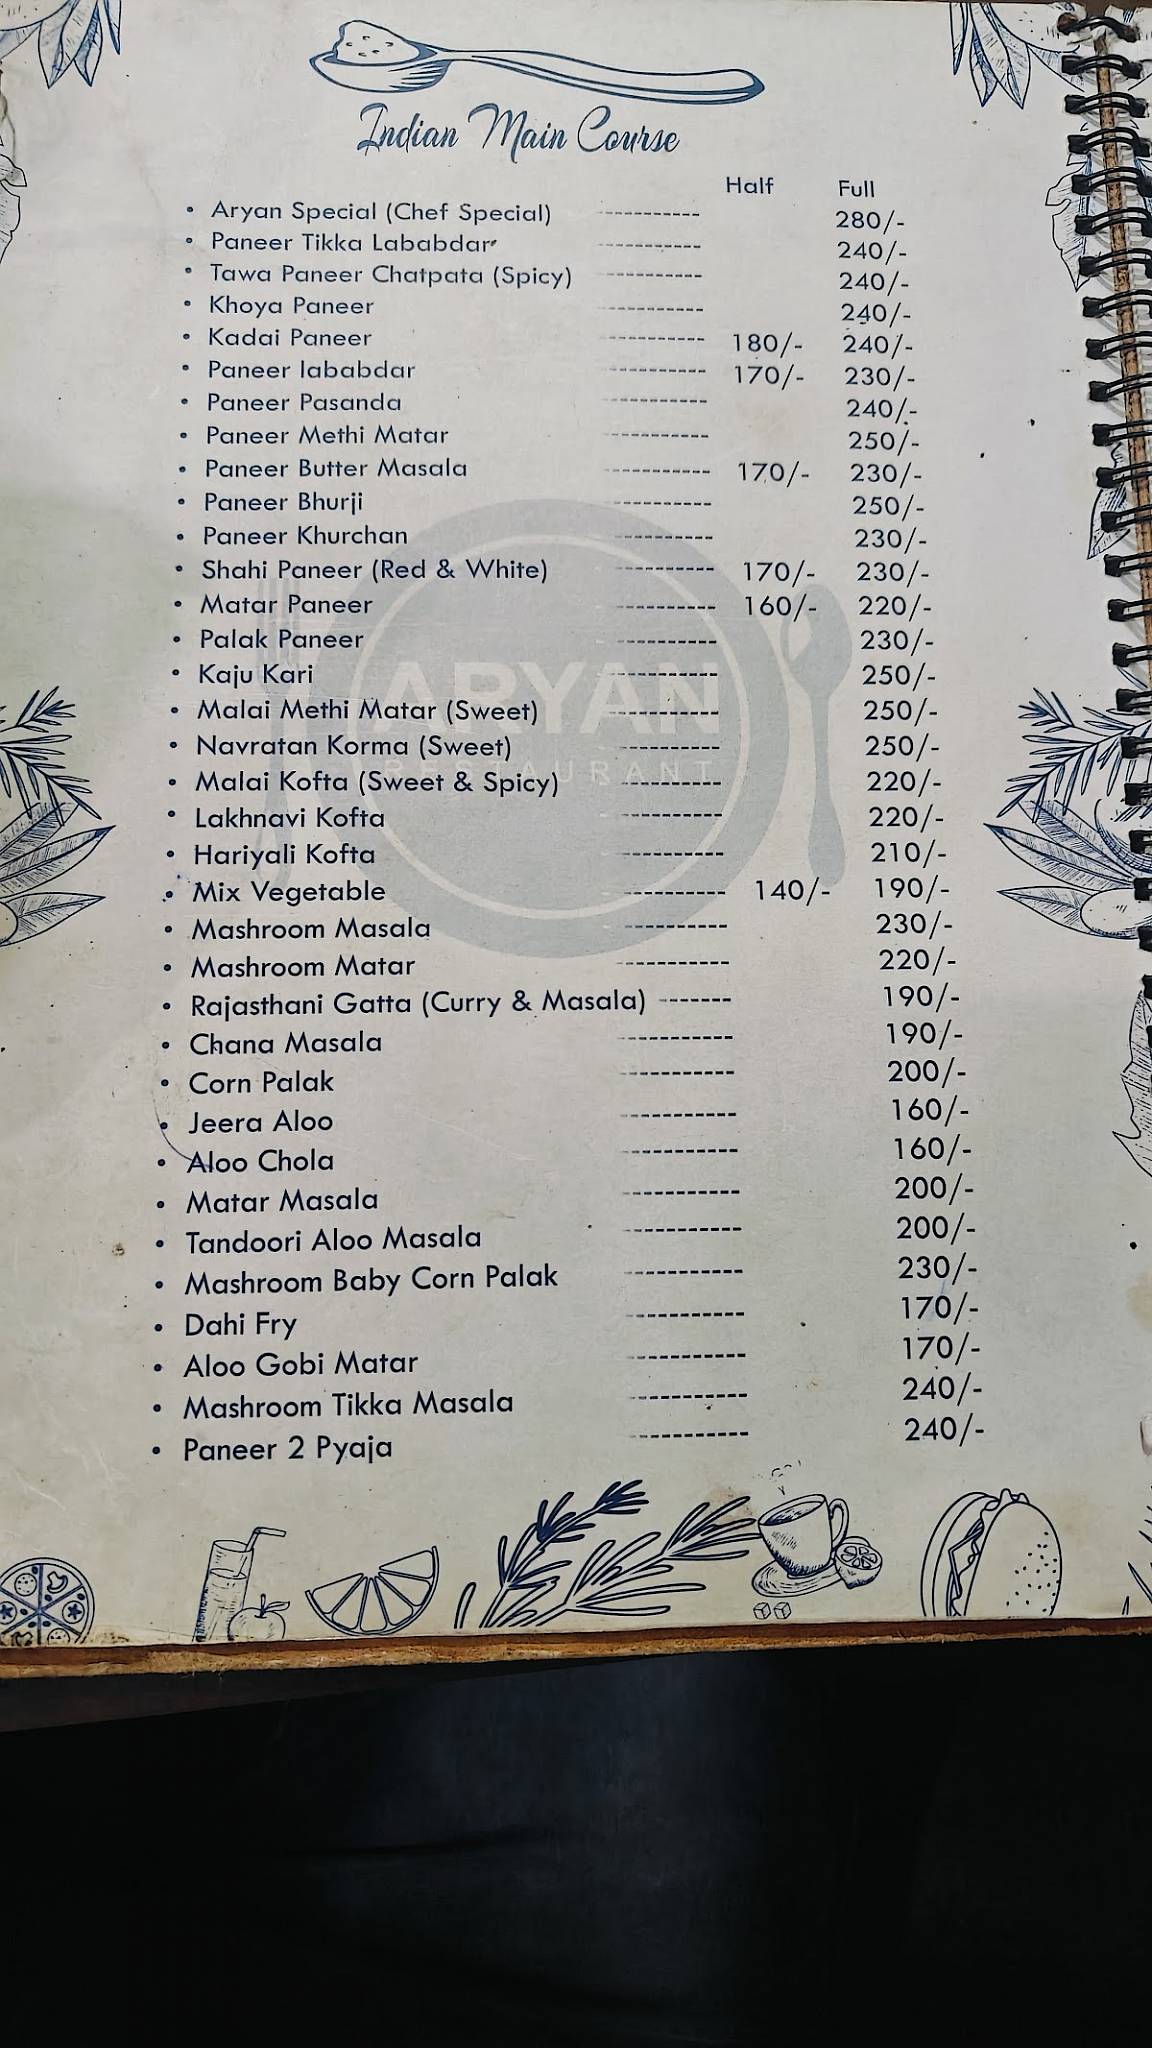 Indian Main Course
Half Full
• Aryan Special (Chef Special) ----------- 280/-
• Paneer Tikka Lababdar ----------- 240/-
• Tawa Paneer Chatpata (Spicy) ----------- 240/-
• Khoya Paneer ----------- 240/-
• Kadai Paneer ----------- 180/- 240/-
• Paneer lababdar ----------- 170/- 230/-
• Paneer Pasanda ----------- 240/-
• Paneer Methi Matar ----------- 250/-
• Paneer Butter Masala ----------- 170/- 230/-
• Paneer Bhurji ----------- 250/-
• Paneer Khurchan ----------- 230/-
• Shahi Paneer (Red & White) ----------- 170/- 230/-
• Matar Paneer ----------- 160/- 220/-
• Palak Paneer ----------- 230/-
• Kaju Kari ----------- 250/-
ARYAN
• Malai Methi Matar (Sweet) ----------- 250/-
• Navratan Korma (Sweet) ----------- 250/-
RESTAURANT
• Malai Kofta (Sweet & Spicy) ----------- 220/-
• Lakhnavi Kofta ----------- 220/-
• Hariyali Kofta ----------- 210/-
• Mix Vegetable ----------- 140/- 190/-
• Mashroom Masala ----------- 230/-
• Mashroom Matar ----------- 220/-
• Rajasthani Gatta (Curry & Masala) ------- 190/-
• Chana Masala ----------- 190/-
• Corn Palak ----------- 200/-
• Jeera Aloo ----------- 160/-
• Aloo Chola ----------- 160/-
• Matar Masala ----------- 200/-
• Tandoori Aloo Masala ----------- 200/-
• Mashroom Baby Corn Palak ----------- 230/-
• Dahi Fry ----------- 170/-
• Aloo Gobi Matar ----------- 170/-
• Mashroom Tikka Masala ----------- 240/-
• Paneer 2 Pyaja ----------- 240/-